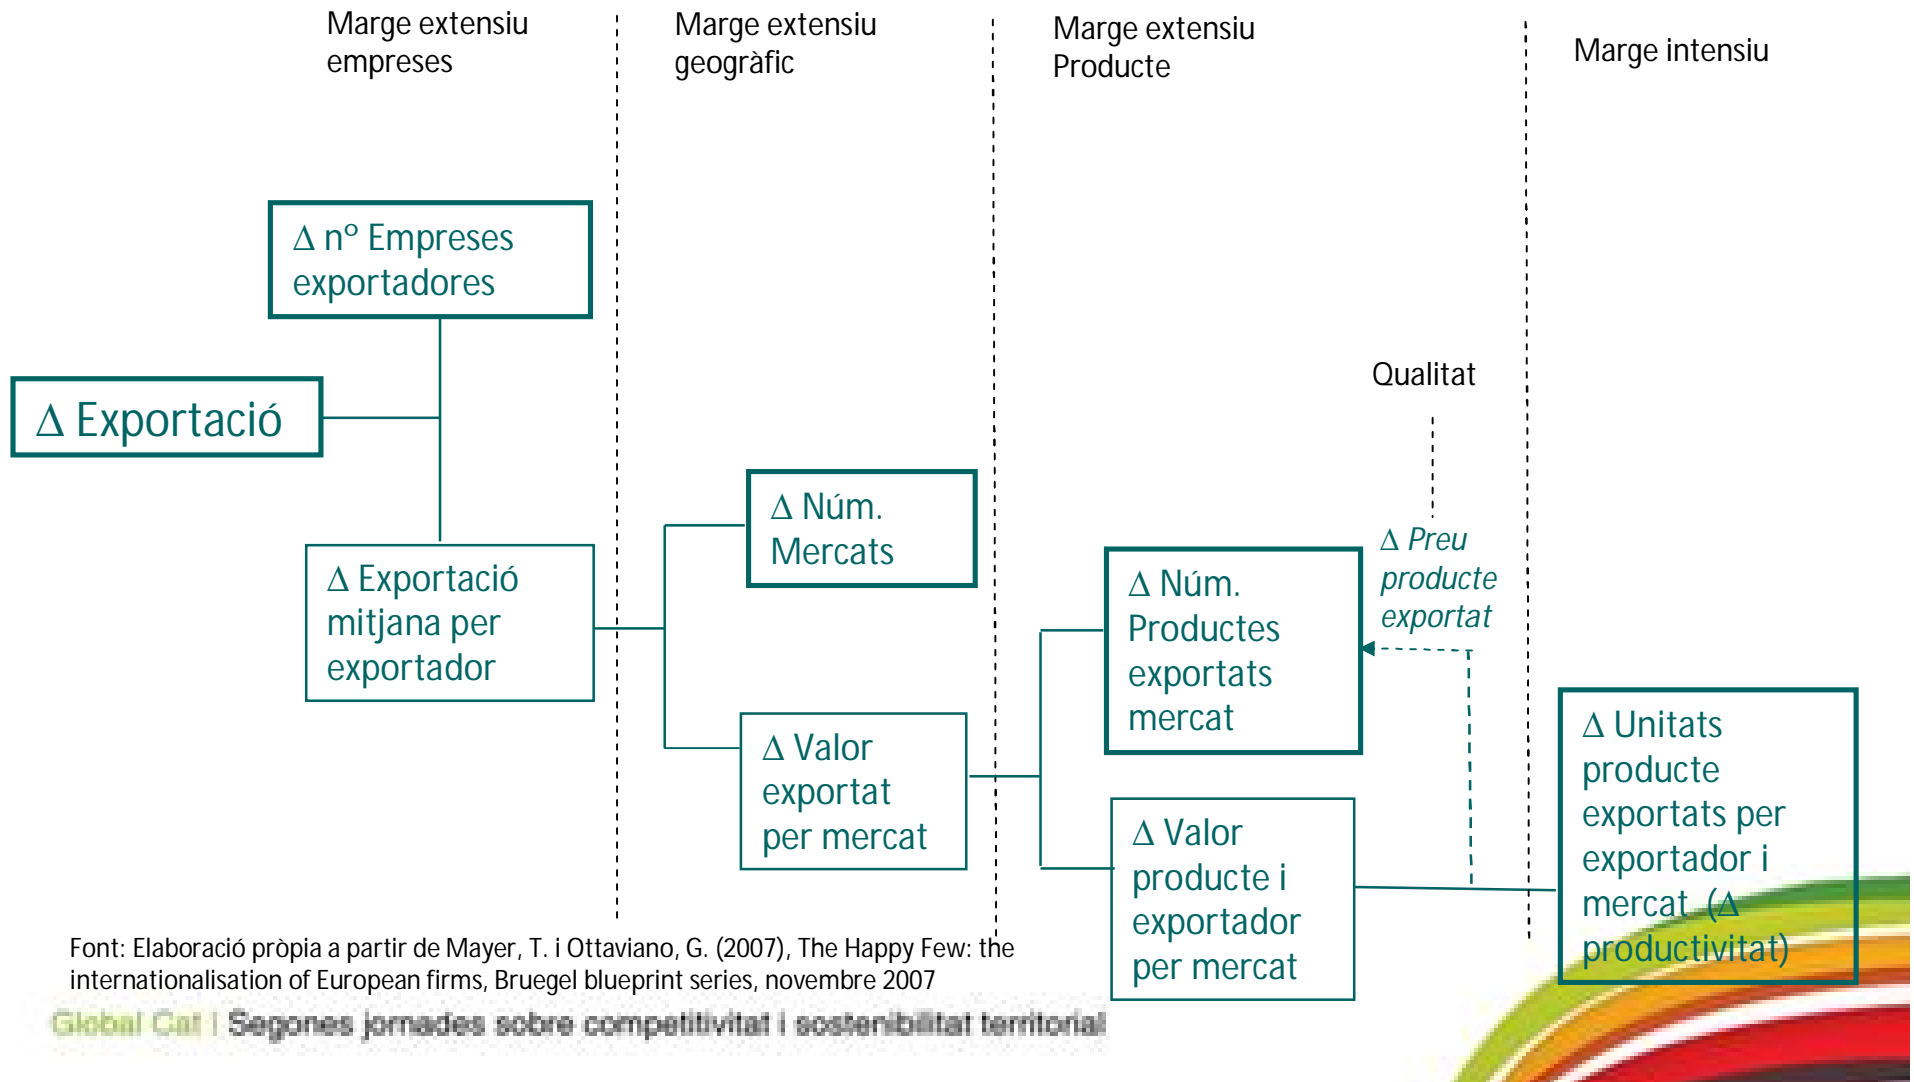 Marge extensiu
empreses
Marge extensiu
geogràfic
Marge extensiu
Producte
Marge intensiu
∆ nº Empreses
exportadores
∆ Exportació
∆ Exportació
mitjana per
exportador
∆ Núm.
Mercats
∆ Valor
exportat
per mercat
Qualitat
∆ Preu
producte
exportat
∆ Núm.
Productes
exportats
mercat
∆ Valor
producte i
exportador
per mercat
∆ Unitats
producte
exportats per
exportador i
mercat (∆
productivitat)
Font: Elaboració pròpia a partir de Mayer, T. i Ottaviano, G. (2007), The Happy Few: the
internationalisation of European firms, Bruegel blueprint series, novembre 2007
Global Cat | Segones jornades sobre competitivitat i sostenibilitat territorial